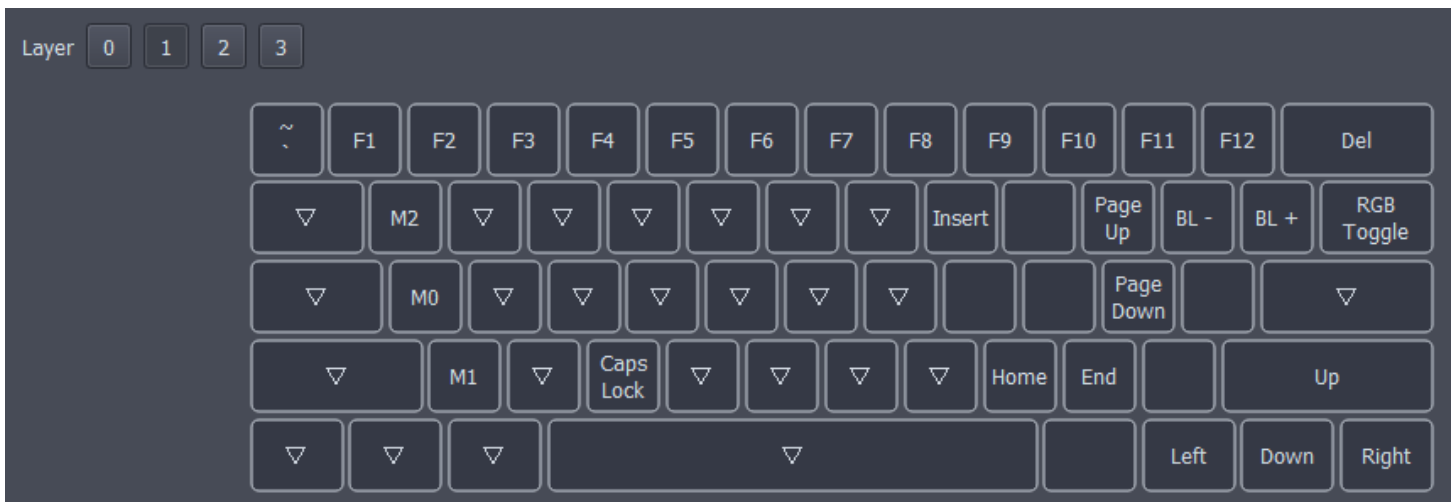 Layer 0 1 2 3
~
` F1 F2 F3 F4 F5 F6 F7 F8 F9 F10 F11 F12 Del
▽ M2 ▽ ▽ ▽ ▽ ▽ ▽ Insert Page Up BL - BL + RGB Toggle
▽ M0 ▽ ▽ ▽ ▽ ▽ ▽ Page Down ▽
▽ M1 ▽ Caps Lock ▽ ▽ ▽ ▽ Home End Up
▽ ▽ ▽ ▽ Left Down Right